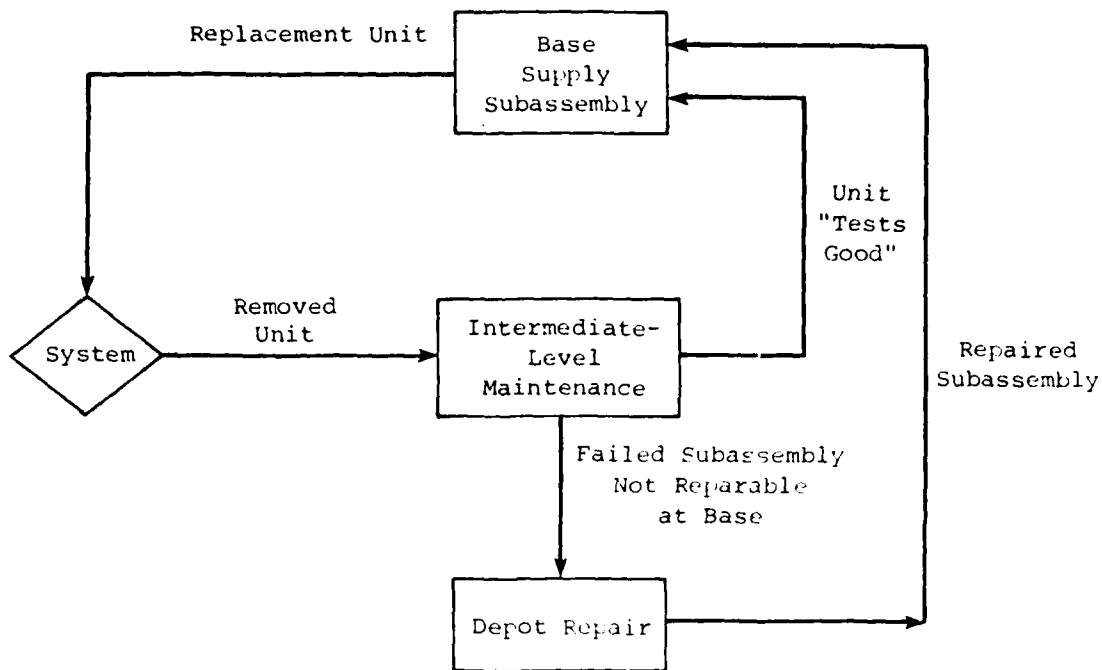 Replacement Unit
Base
Supply
Subassembly
Unit
"Tests
Good"
System
Removed
Unit
Intermediate-
Level
Maintenance
Repaired
Subassembly
Failed Subassembly
Not Reparable
at Base
Depot Repair